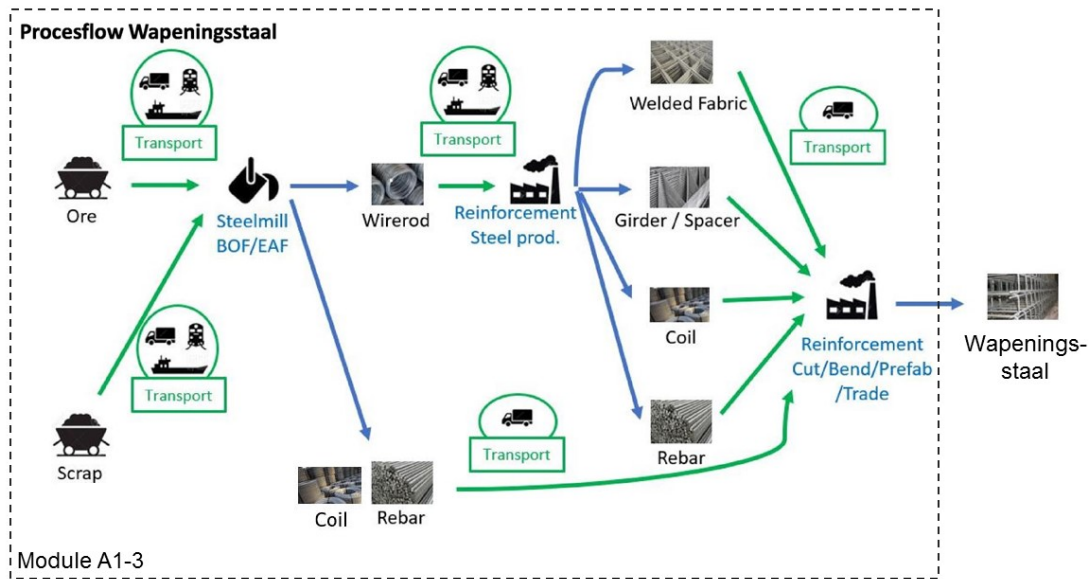 Procesflow Wapeningsstaal
Transport
Transport
Welded Fabric
Transport
Ore
Steelmill
BOF/EAF
Wirerod
Reinforcement
Steel prod.
Girder / Spacer
Transport
Coil
Reinforcement
Cut/Bend/Prefab
/Trade
Wapenings-
staal
Scrap
Transport
Rebar
Coil
Rebar
Module A1-3